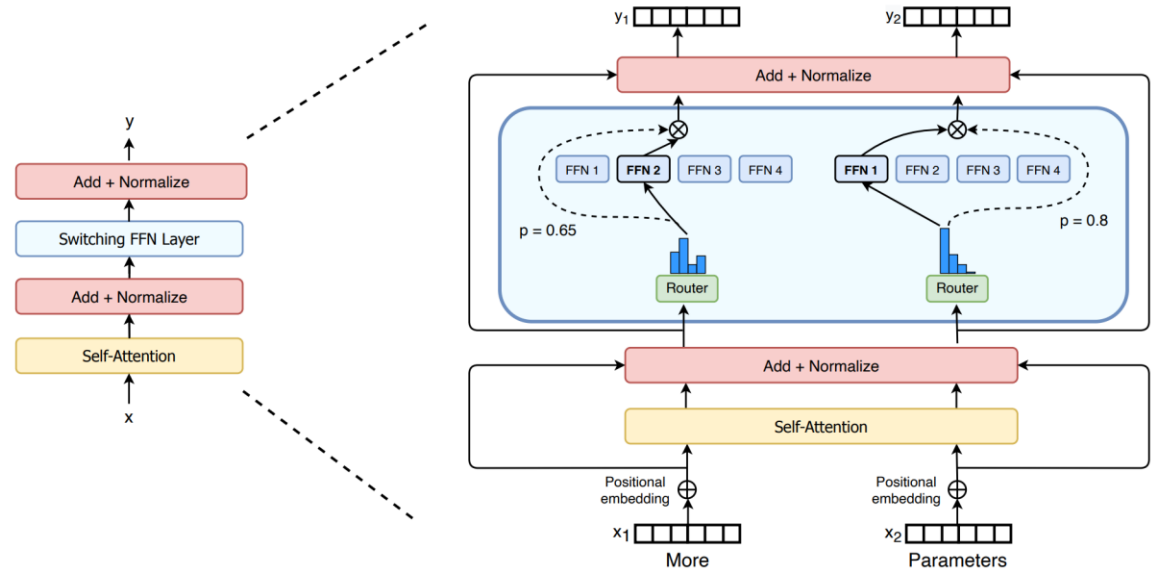 y
Add + Normalize
Switching FFN Layer
Add + Normalize
Self-Attention
x
y1
y2
Add + Normalize
FFN 1
FFN 2
FFN 3
FFN 4
FFN 1
FFN 2
FFN 3
FFN 4
p = 0.65
p = 0.8
Router
Router
Add + Normalize
Self-Attention
Positional
embedding
Positional
embedding
x1
x2
More
Parameters